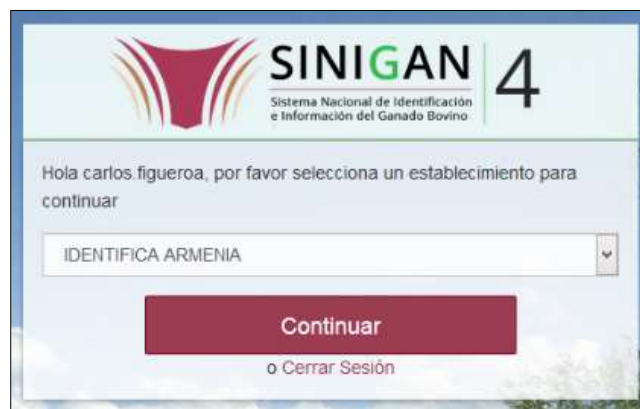 SINIGAN 4
Sistema Nacional de Identificación
e Información del Ganado Bovino
Hola carlos.figueroa, por favor selecciona un establecimiento para
continuar
IDENTIFICA ARMENIA
Continuar
o Cerrar Sesión